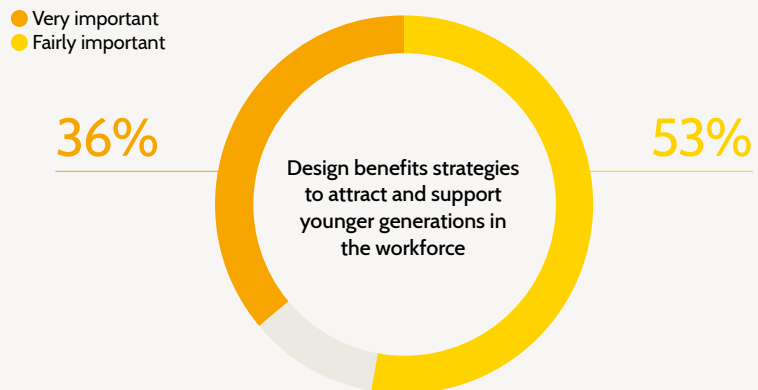 Very important
Fairly important
36%
53%
Design benefits strategies
to attract and support
younger generations in
the workforce